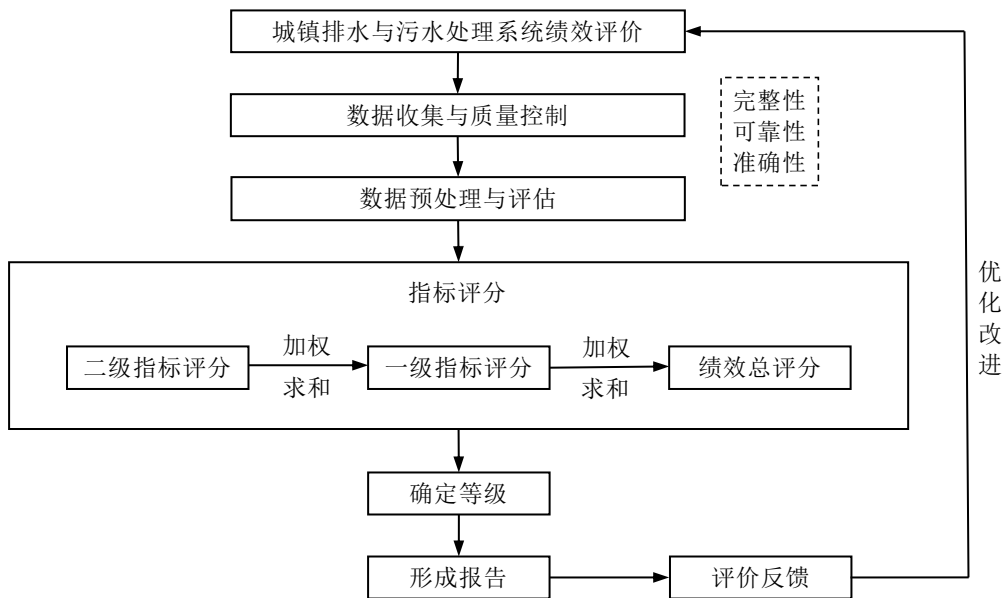 城镇排水与污水处理系统绩效评价
数据收集与质量控制
完整性
可靠性
准确性
数据预处理与评估
指标评分
二级指标评分
加权
求和
一级指标评分
加权
求和
绩效总评分
优
化
改
进
确定等级
形成报告
评价反馈